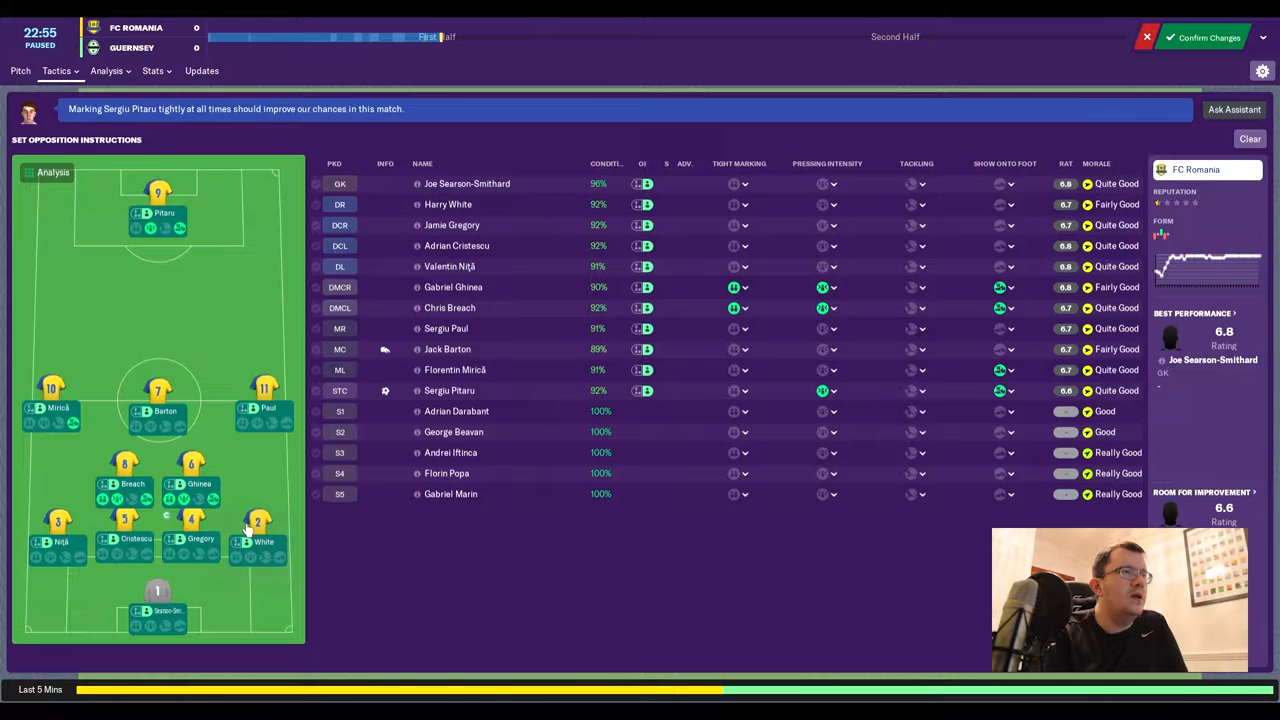 22:55
PAUSED
FC ROMANIA 0
GUERNSEY 0
First Half
Second Half
Confirm Changes
Pitch Tactics Analysis Stats Updates
Marking Sergiu Pitaru tightly at all times should improve our chances in this match.
Ask Assistant
SET OPPOSITION INSTRUCTIONS
Clear
Analysis
PKD INFO NAME CONDITI... OI S ADV. TIGHT MARKING PRESSING INTENSITY TACKLING SHOW ONTO FOOT RAT MORALE
GK Joe Searson-Smithard 96% 6.8 Quite Good
DR Harry White 92% 6.7 Fairly Good
DCR Jamie Gregory 92% 6.7 Quite Good
DCL Adrian Cristescu 92% 6.8 Quite Good
DL Valentin Niţă 91% 6.8 Quite Good
DMCR Gabriel Ghinea 90% 6.8 Fairly Good
DMCL Chris Breach 92% 6.7 Quite Good
MR Sergiu Paul 91% 6.7 Quite Good
MC Jack Barton 89% 6.7 Fairly Good
ML Florentin Mirică 91% 6.7 Quite Good
STC Sergiu Pitaru 92% 6.6 Quite Good
S1 Adrian Darabant 100% - Good
S2 George Beavan 100% - Good
S3 Andrei Iftinca 100% - Really Good
S4 Florin Popa 100% - Really Good
S5 Gabriel Marin 100% - Really Good
9
Pitaru
10 7 11
Mirică Barton Paul
8 6
Breach Ghinea
C
3 5 4 2
Niţă Cristescu Gregory White
1
Searson-Smi...
FC Romania
REPUTATION
FORM
BEST PERFORMANCE
6.8
Rating
Joe Searson-Smithard
GK
-
ROOM FOR IMPROVEMENT
6.6
Rating
Last 5 Mins